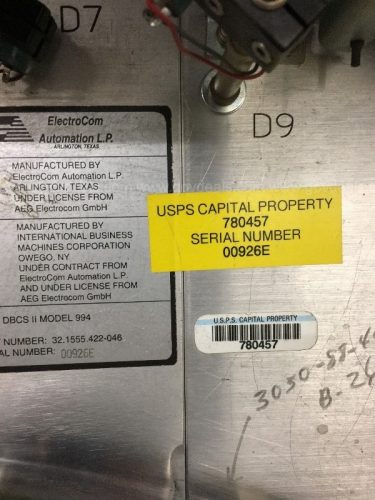 D7
D9
ElectroCom
Automation L.P.
ARLINGTON, TEXAS
MANUFACTURED BY
ElectroCom Automation L.P.
ARLINGTON, TEXAS
UNDER LICENSE FROM
AEG Electrocom GmbH
MANUFACTURED BY
INTERNATIONAL BUSINESS
MACHINES CORPORATION
OWEGO, NY
UNDER CONTRACT FROM
ElectroCom Automation L.P.
AND UNDER LICENSE FROM
AEG Electrocom GmbH
DBCS II MODEL 994
NUMBER: 32.1555.422-046
NUMBER: 00926E
USPS CAPITAL PROPERTY
780457
SERIAL NUMBER
00926E
U.S.P.S. CAPITAL PROPERTY
780457